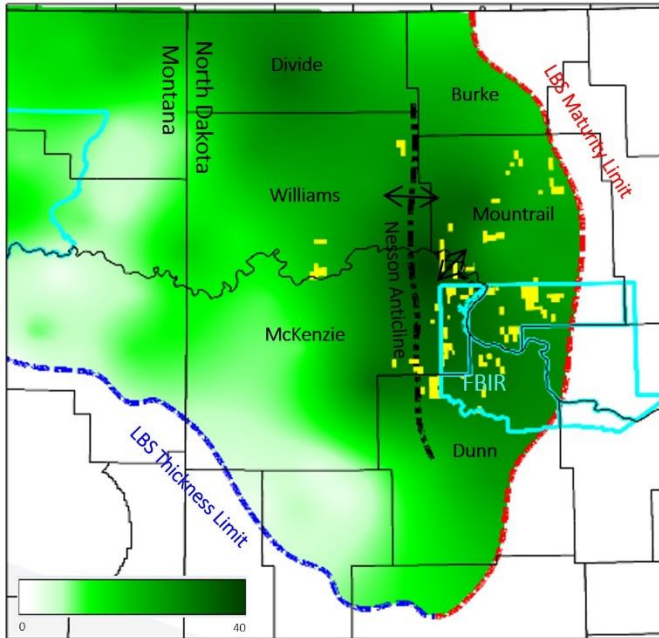 Divide
Montana
North Dakota
Burke
LBS Maturity Limit
Williams
Mountrail
Nesson Anticline
McKenzie
FBIR
Dunn
LBS Thickness Limit
0
40